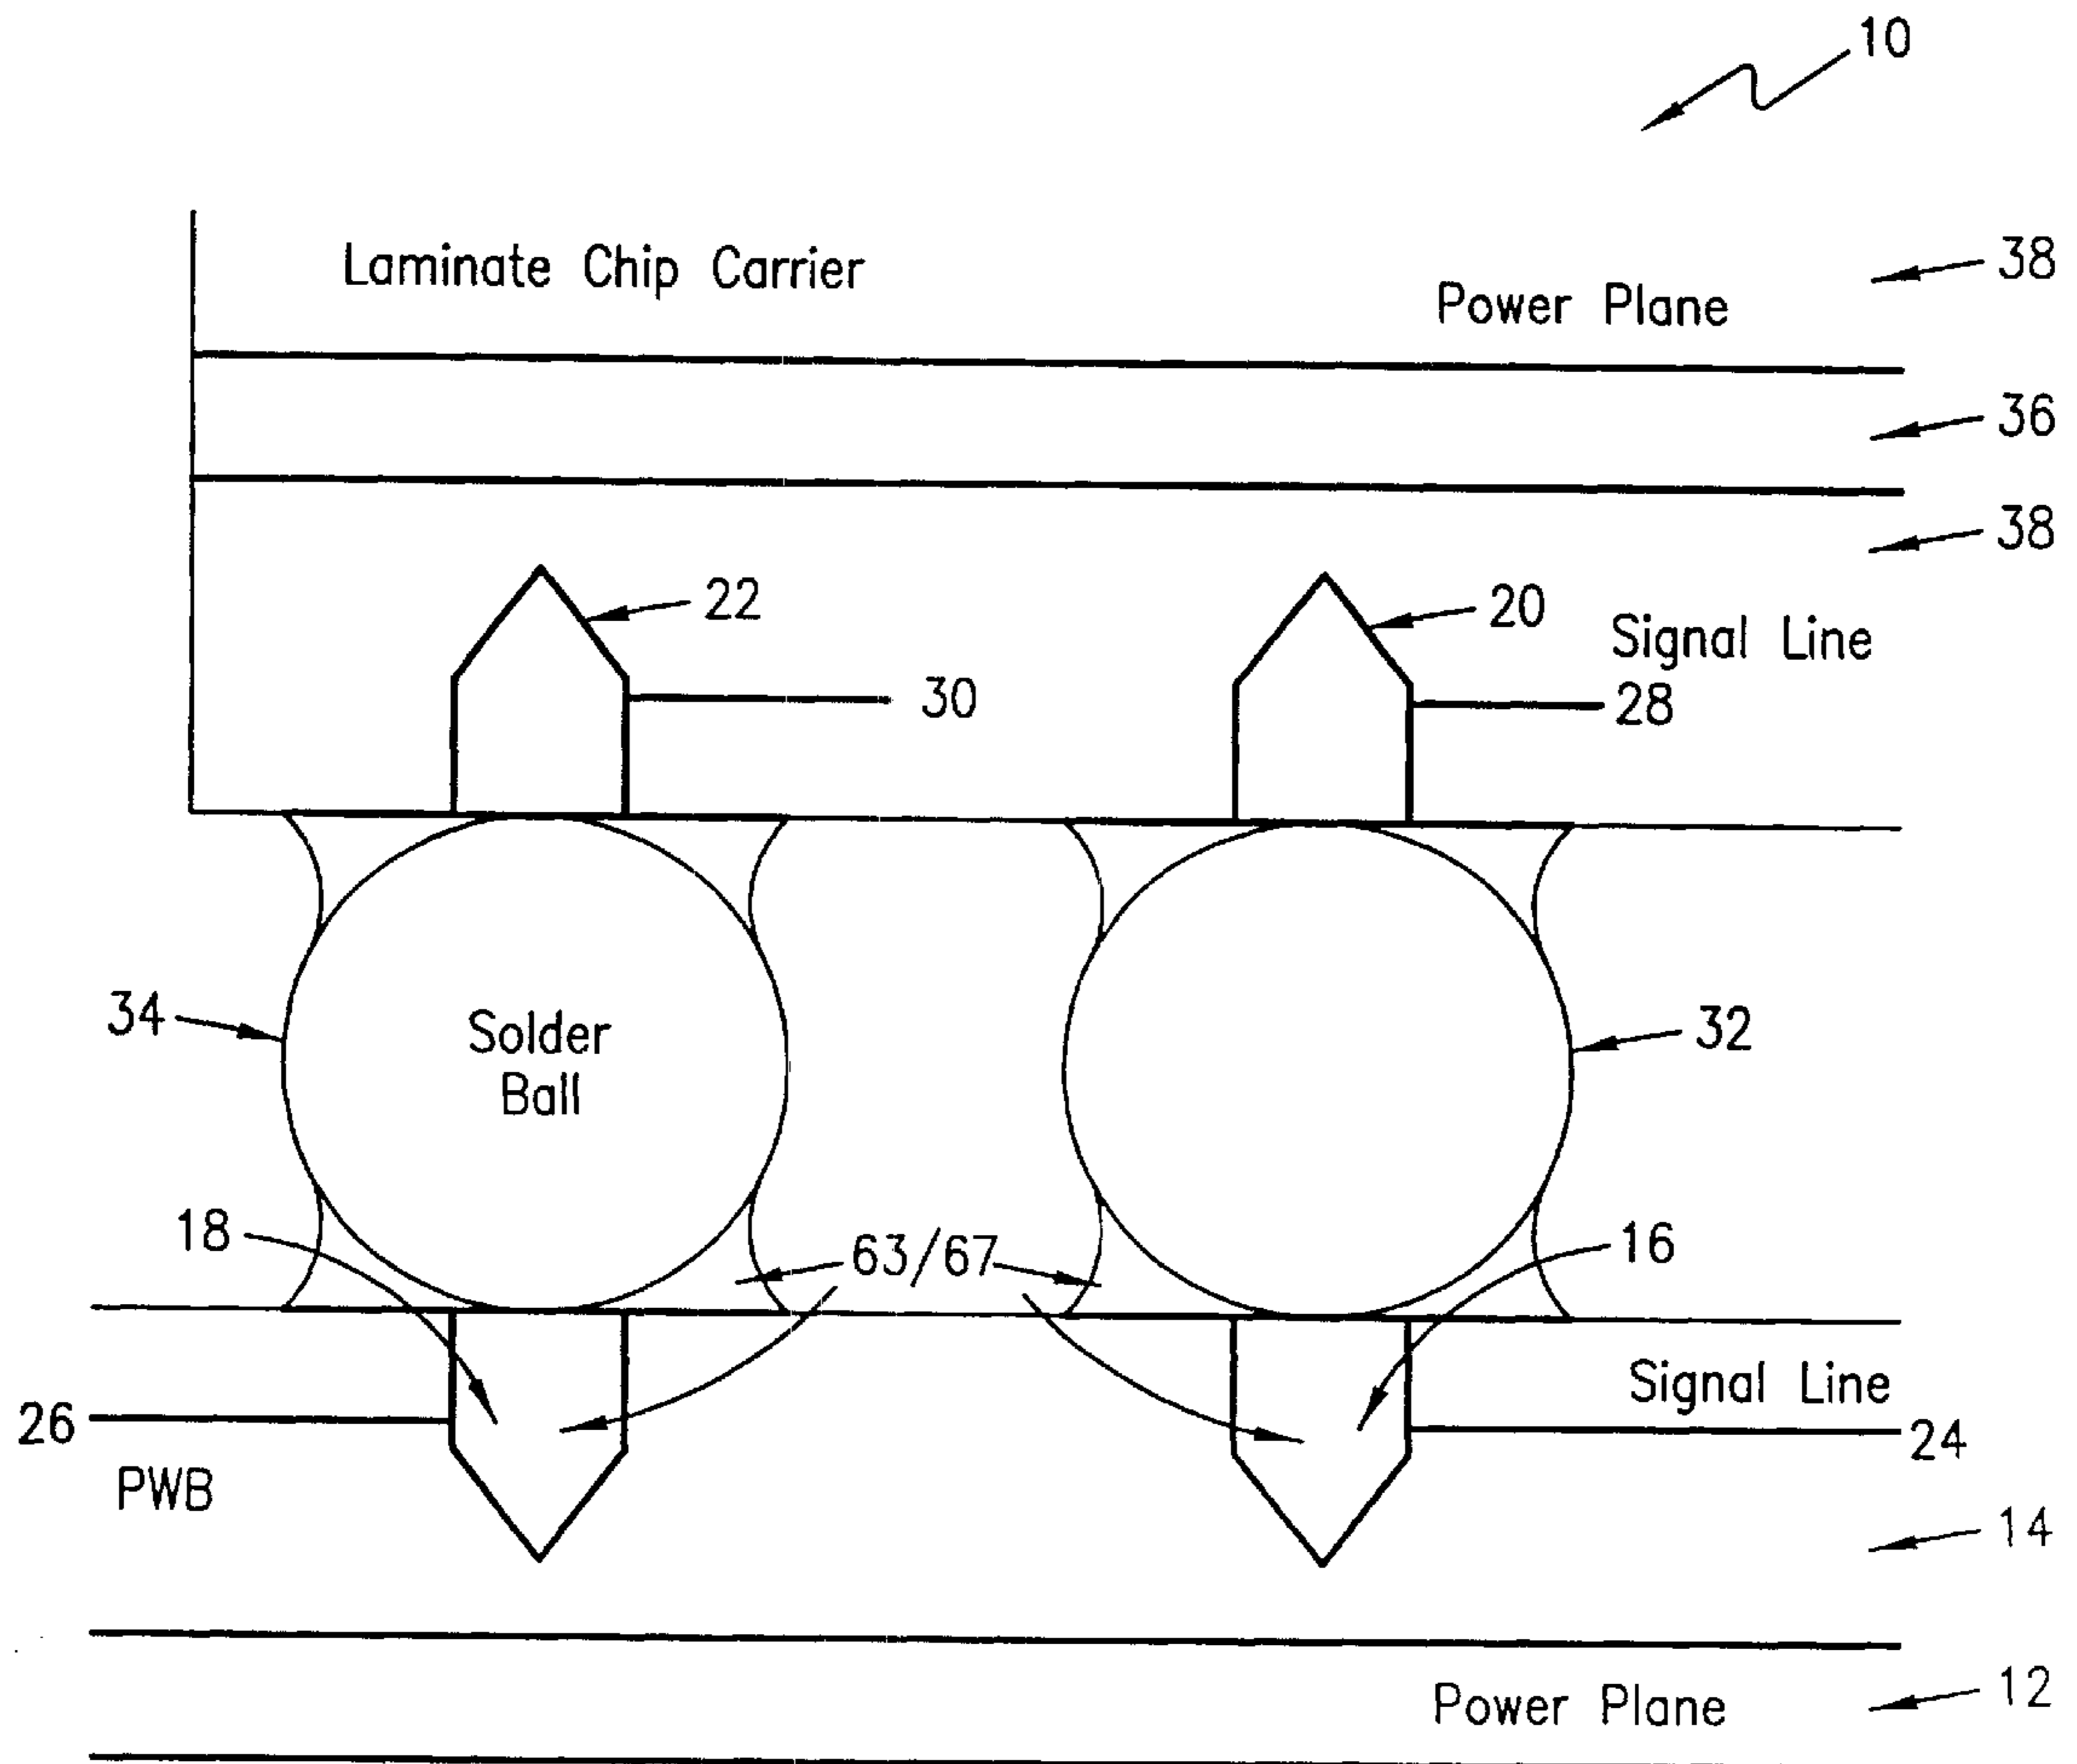 10
Laminate Chip Carrier
38
Power Plane
36
38
22
20
Signal Line
30
28
34
Solder
Ball
32
18
63/67
16
Signal Line
26
24
PWB
14
12
Power Plane